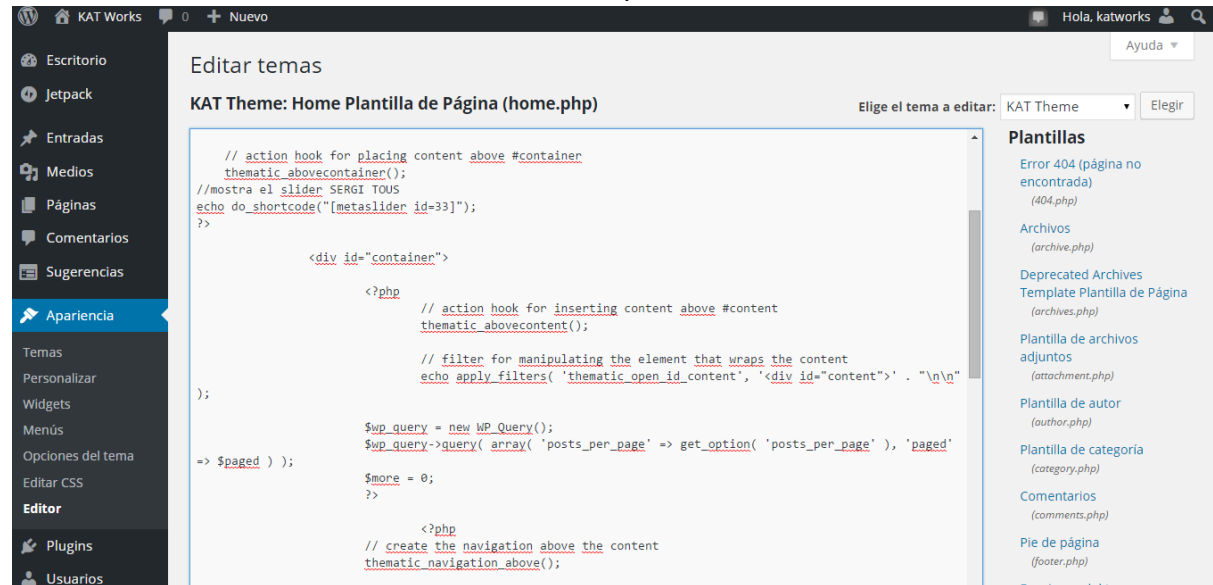 KAT Works 0 + Nuevo Hola, katworks
Ayuda
Escritorio
Jetpack
Entradas
Medios
Páginas
Comentarios
Sugerencias
Apariencia
Temas
Personalizar
Widgets
Menús
Opciones del tema
Editar CSS
Editor
Plugins
Usuarios
Editar temas
KAT Theme: Home Plantilla de Página (home.php)
Elige el tema a editar: KAT Theme Elegir
// action hook for placing content above #container
thematic_abovecontainer();
//mostra el slider SERGI TOUS
echo do_shortcode("[metaslider id=33]");
?>
<div id="container">
<?php
// action hook for inserting content above #content
thematic_abovecontent();
// filter for manipulating the element that wraps the content
echo apply_filters( 'thematic_open_id_content', '<div id="content">' . "\n\n"
);
$wp_query = new WP_Query();
$wp_query->query( array( 'posts_per_page' => get_option( 'posts_per_page' ), 'paged'
=> $paged ) );
$more = 0;
?>
<?php
// create the navigation above the content
thematic_navigation_above();
Plantillas
Error 404 (página no
encontrada)
(404.php)
Archivos
(archive.php)
Deprecated Archives
Template Plantilla de Página
(archives.php)
Plantilla de archivos
adjuntos
(attachment.php)
Plantilla de autor
(author.php)
Plantilla de categoría
(category.php)
Comentarios
(comments.php)
Pie de página
(footer.php)